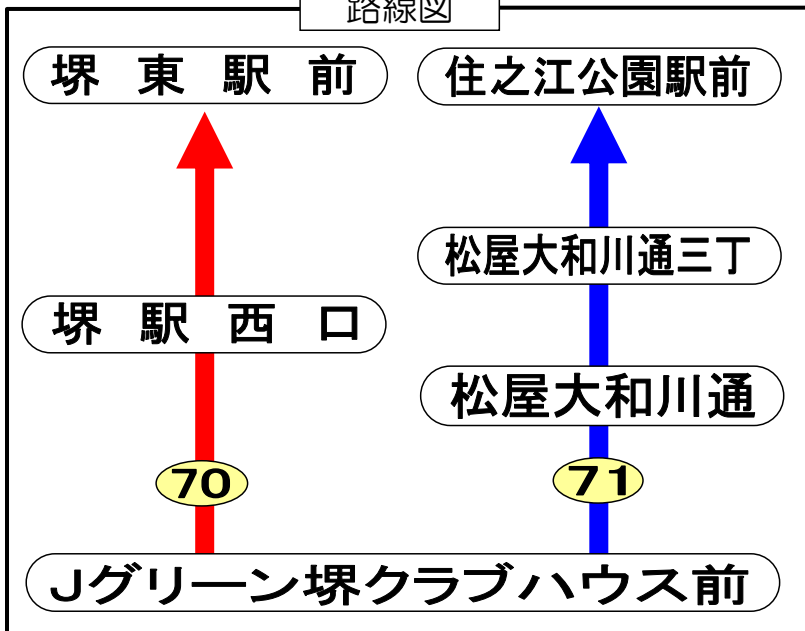 路線図
堺東駅前
住之江公園駅前
松屋大和川通三丁
堺駅西口
松屋大和川通
70
71
Jグリーン堺クラブハウス前